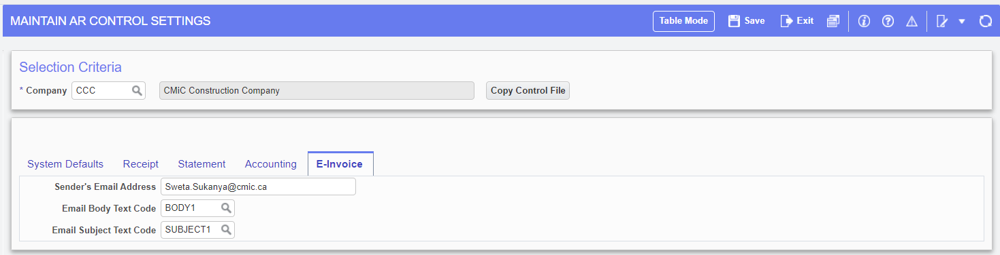 MAINTAIN AR CONTROL SETTINGS Table Mode Save Exit
Selection Criteria
* Company CCC CMiC Construction Company Copy Control File
System Defaults Receipt Statement Accounting E-Invoice
Sender's Email Address Sweta.Sukanya@cmic.ca
Email Body Text Code BODY1
Email Subject Text Code SUBJECT1